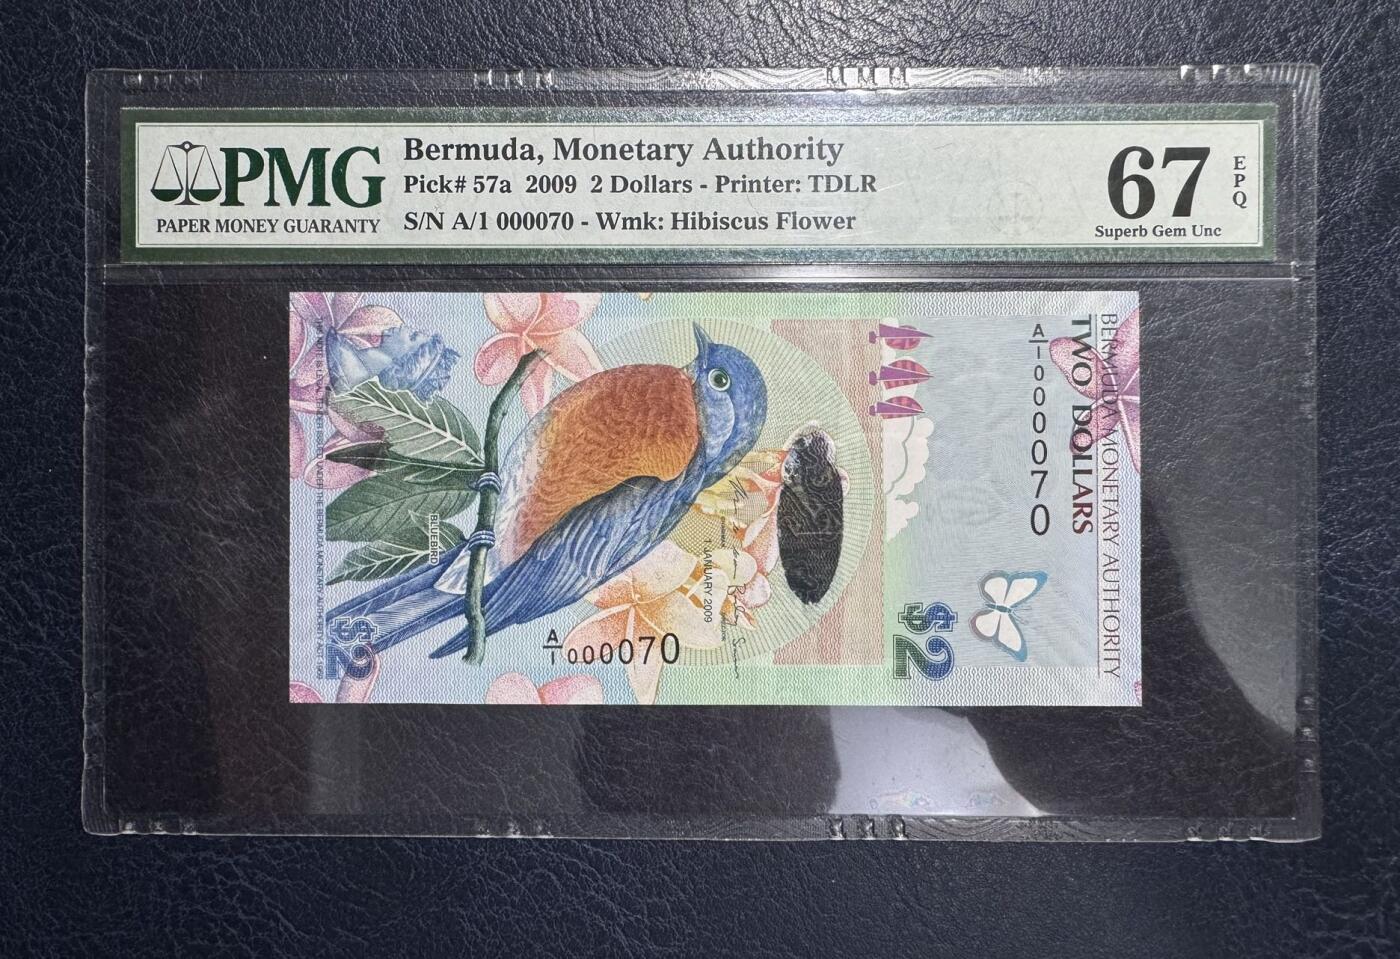 PMG
PAPER MONEY GUARANTY
Bermuda, Monetary Authority
Pick# 57a 2009 2 Dollars - Printer: TDLR
S/N A/1 000070 - Wmk: Hibiscus Flower
67
EPQ
Superb Gem Unc
BERMUDA MONETARY AUTHORITY
TWO DOLLARS
A/1 000070
BLUEBIRD
1 JANUARY 2009
A/1 000070
$2
$2